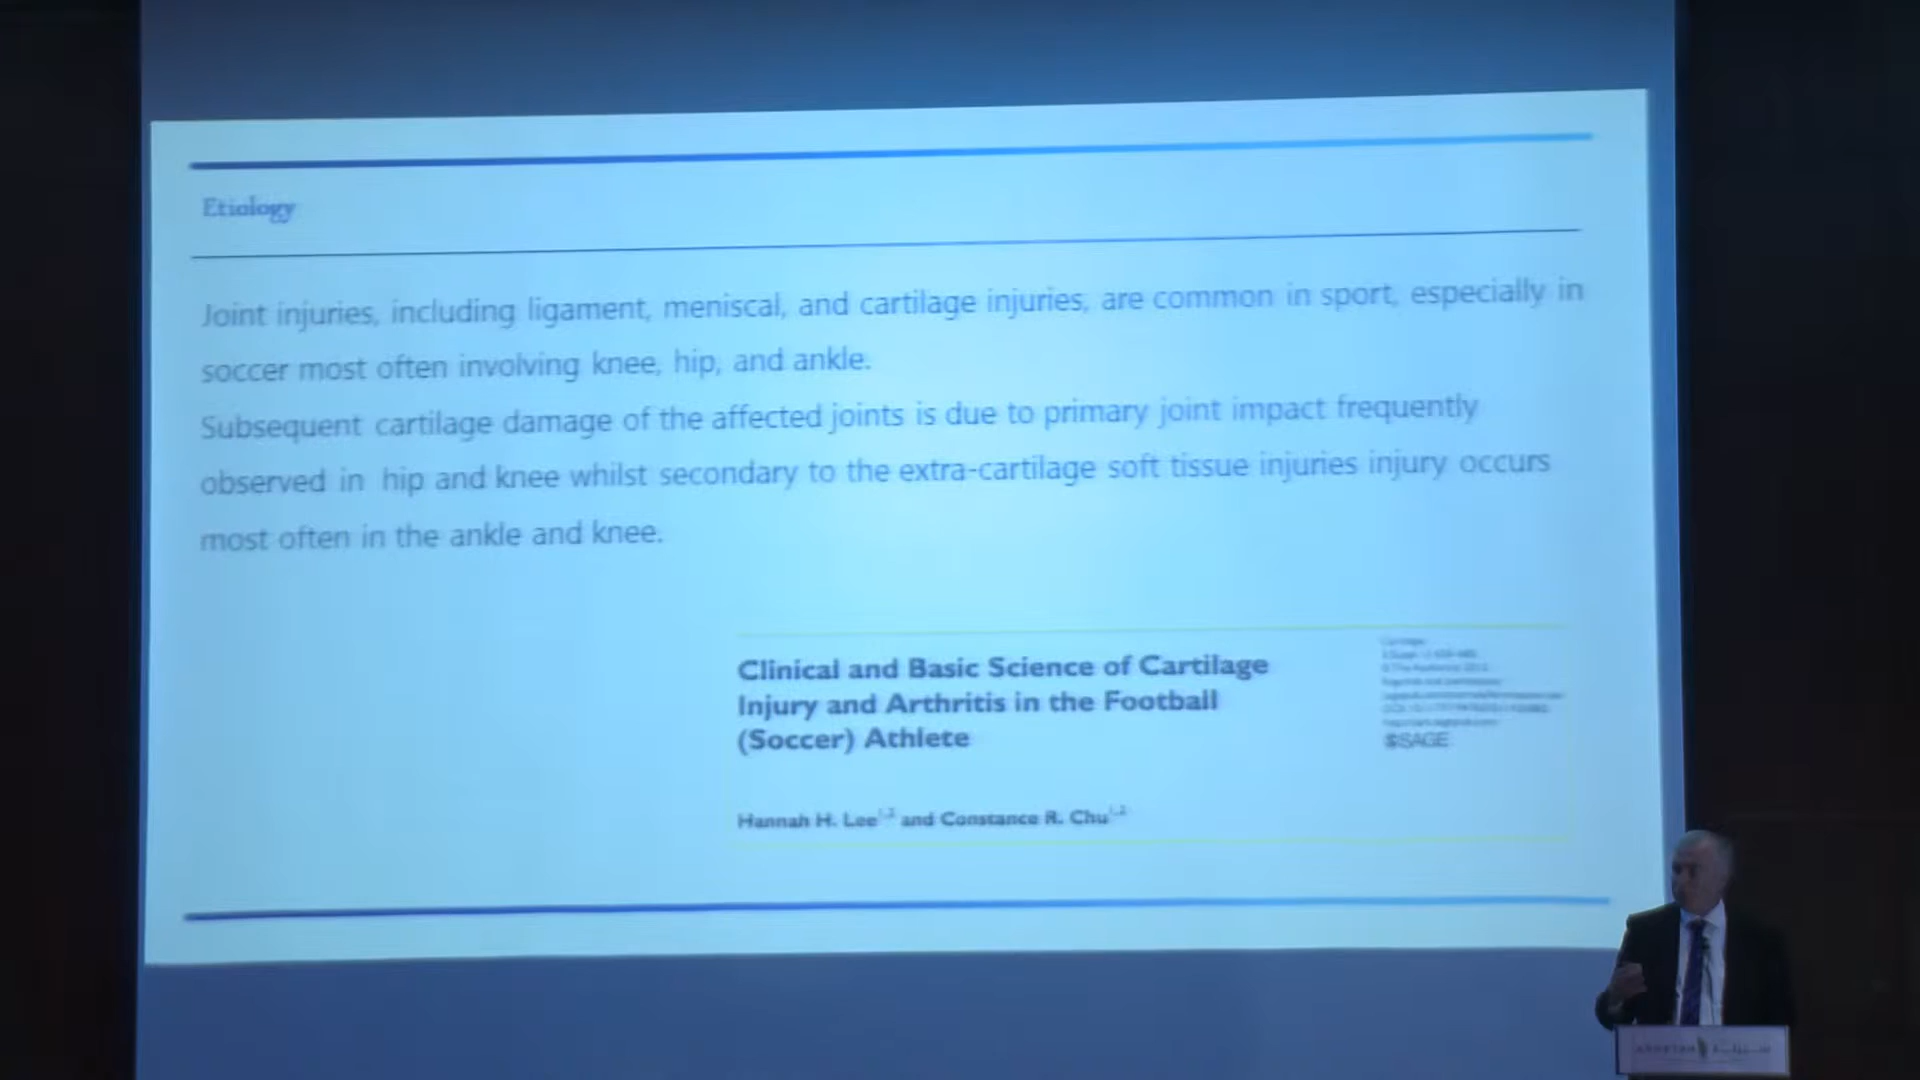 Etiology
Joint injuries, including ligament, meniscal, and cartilage injuries, are common in sport, especially in
soccer most often involving knee, hip, and ankle.
Subsequent cartilage damage of the affected joints is due to primary joint impact frequently
observed in hip and knee whilst secondary to the extra-cartilage soft tissue injuries injury occurs
most often in the ankle and knee.
Clinical and Basic Science of Cartilage
Injury and Arthritis in the Football
(Soccer) Athlete
$SAGE
Hannah H. Lee¹,² and Constance R. Chu¹,²